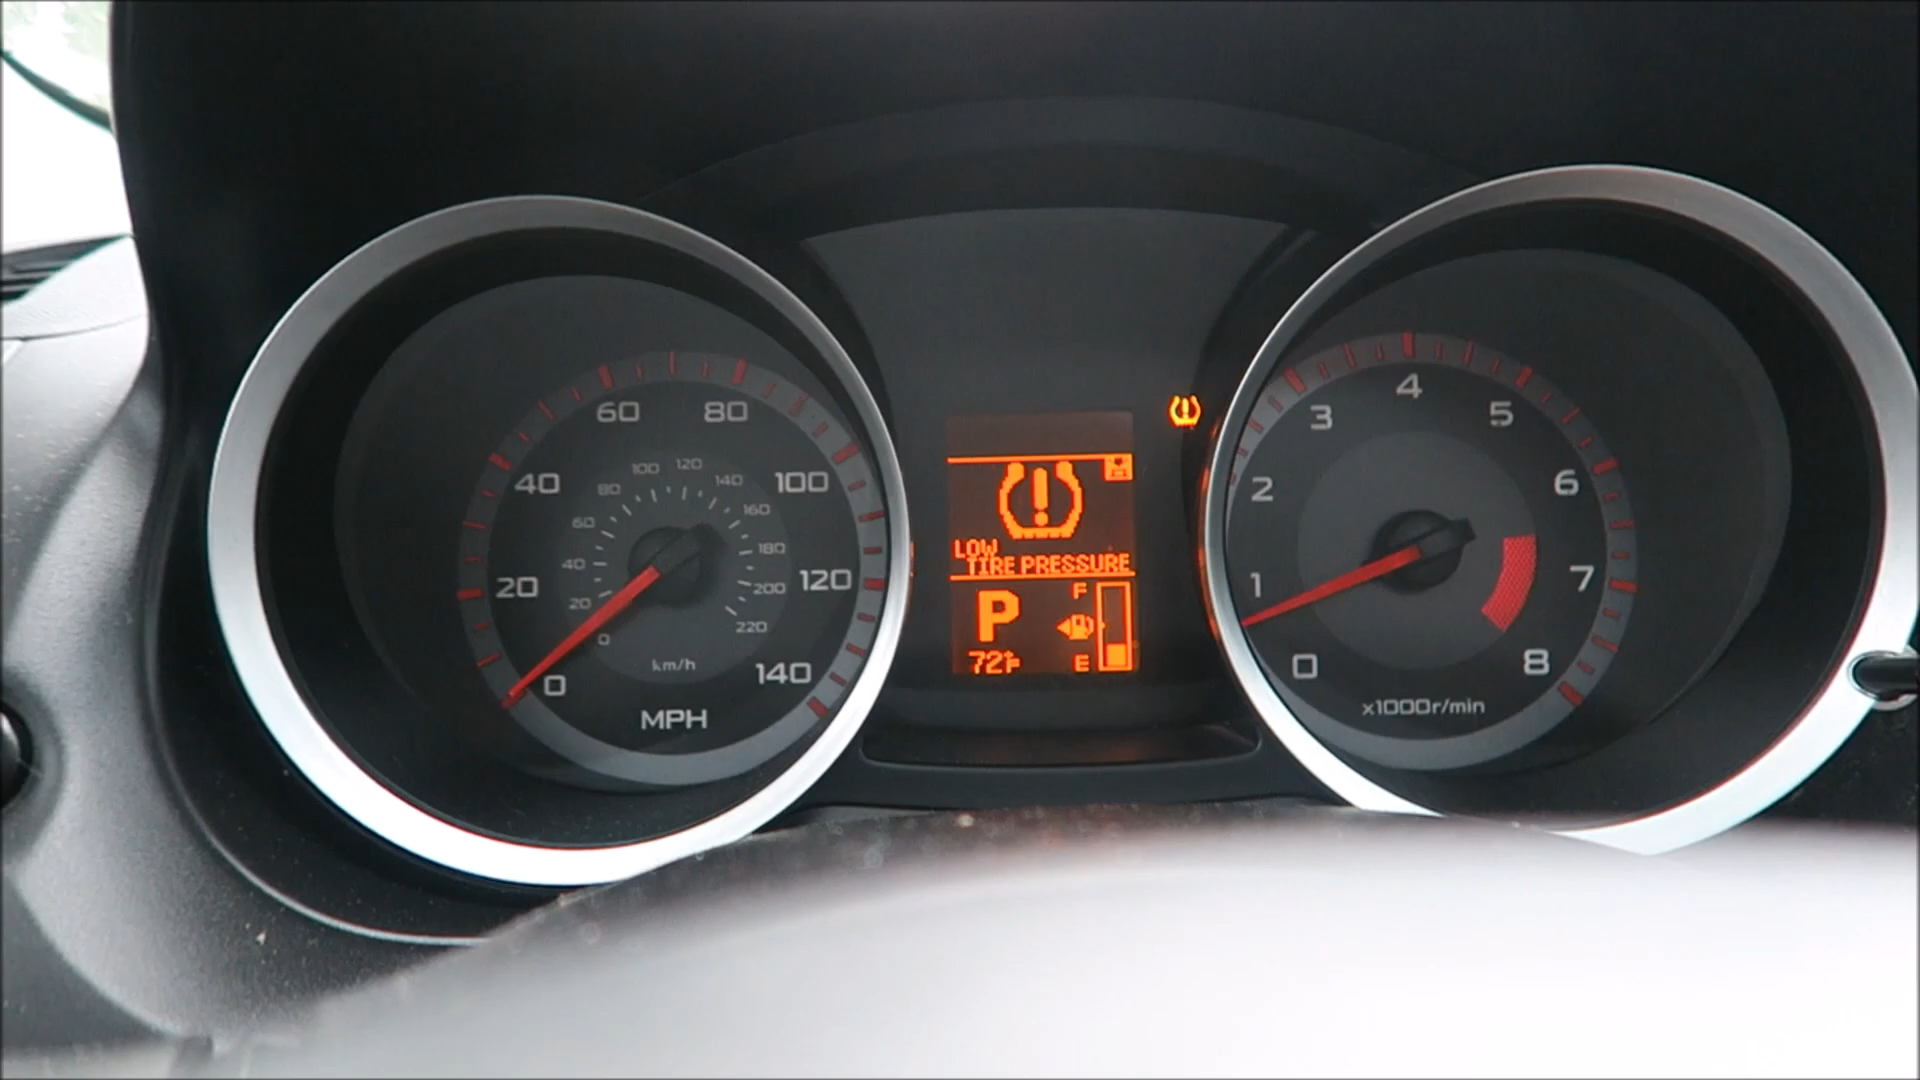 60 80
40 100
20 120
0 140
MPH
100 120
80 140
60 160
40 180
20 200
0 220
km/h
LOW
TIRE PRESSURE
P
F
E
72°F
4
3 5
2 6
1 7
0 8
x1000r/min